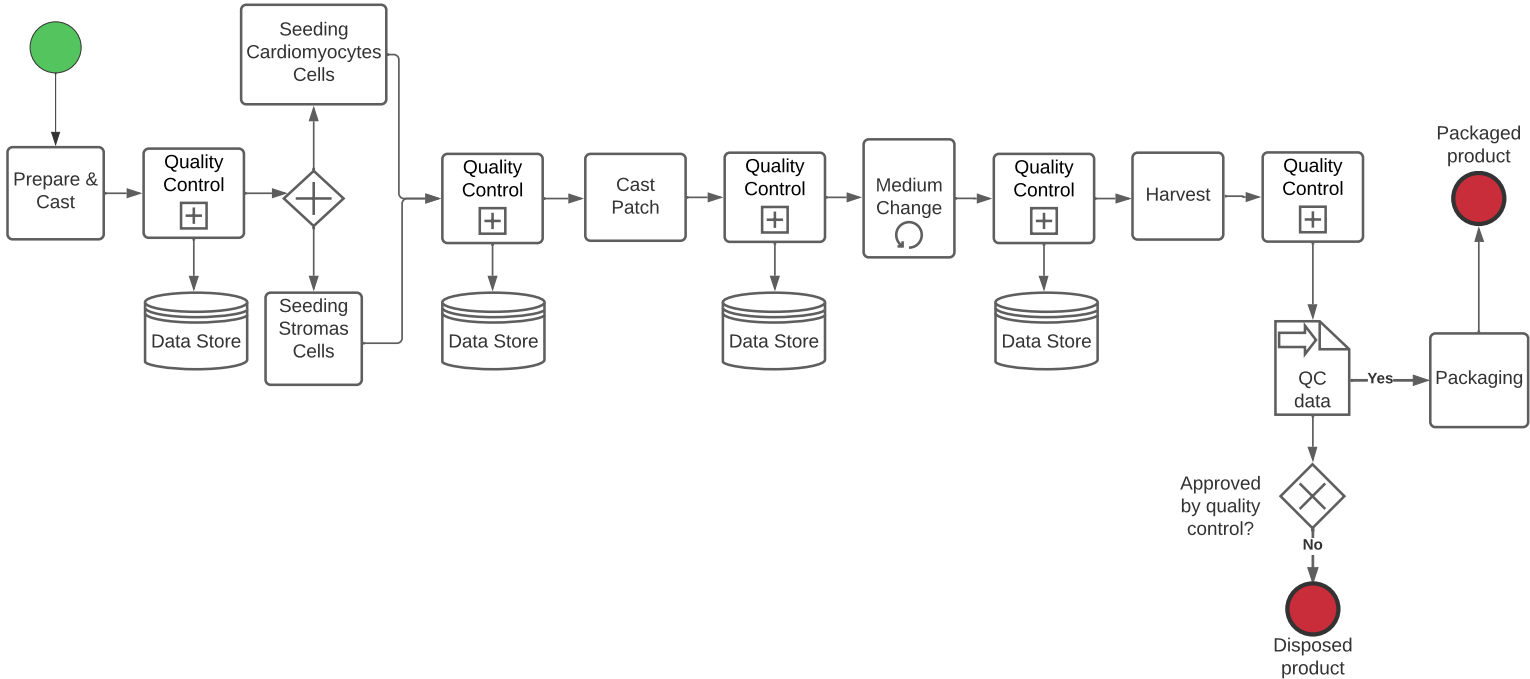 Seeding
Cardiomyocytes
Cells
Prepare &
Cast
Quality
Control
Data Store
Seeding
Stromas
Cells
Quality
Control
Data Store
Cast
Patch
Quality
Control
Data Store
Medium
Change
Quality
Control
Data Store
Harvest
Quality
Control
QC
data
Yes
Packaging
Packaged
product
Approved
by quality
control?
No
Disposed
product